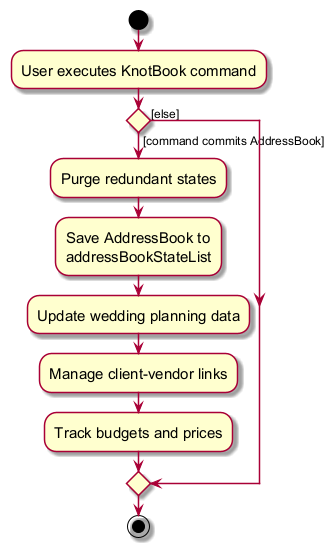 User executes KnotBook command
[else]
[command commits AddressBook]
Purge redundant states
Save AddressBook to
addressBookStateList
Update wedding planning data
Manage client-vendor links
Track budgets and prices